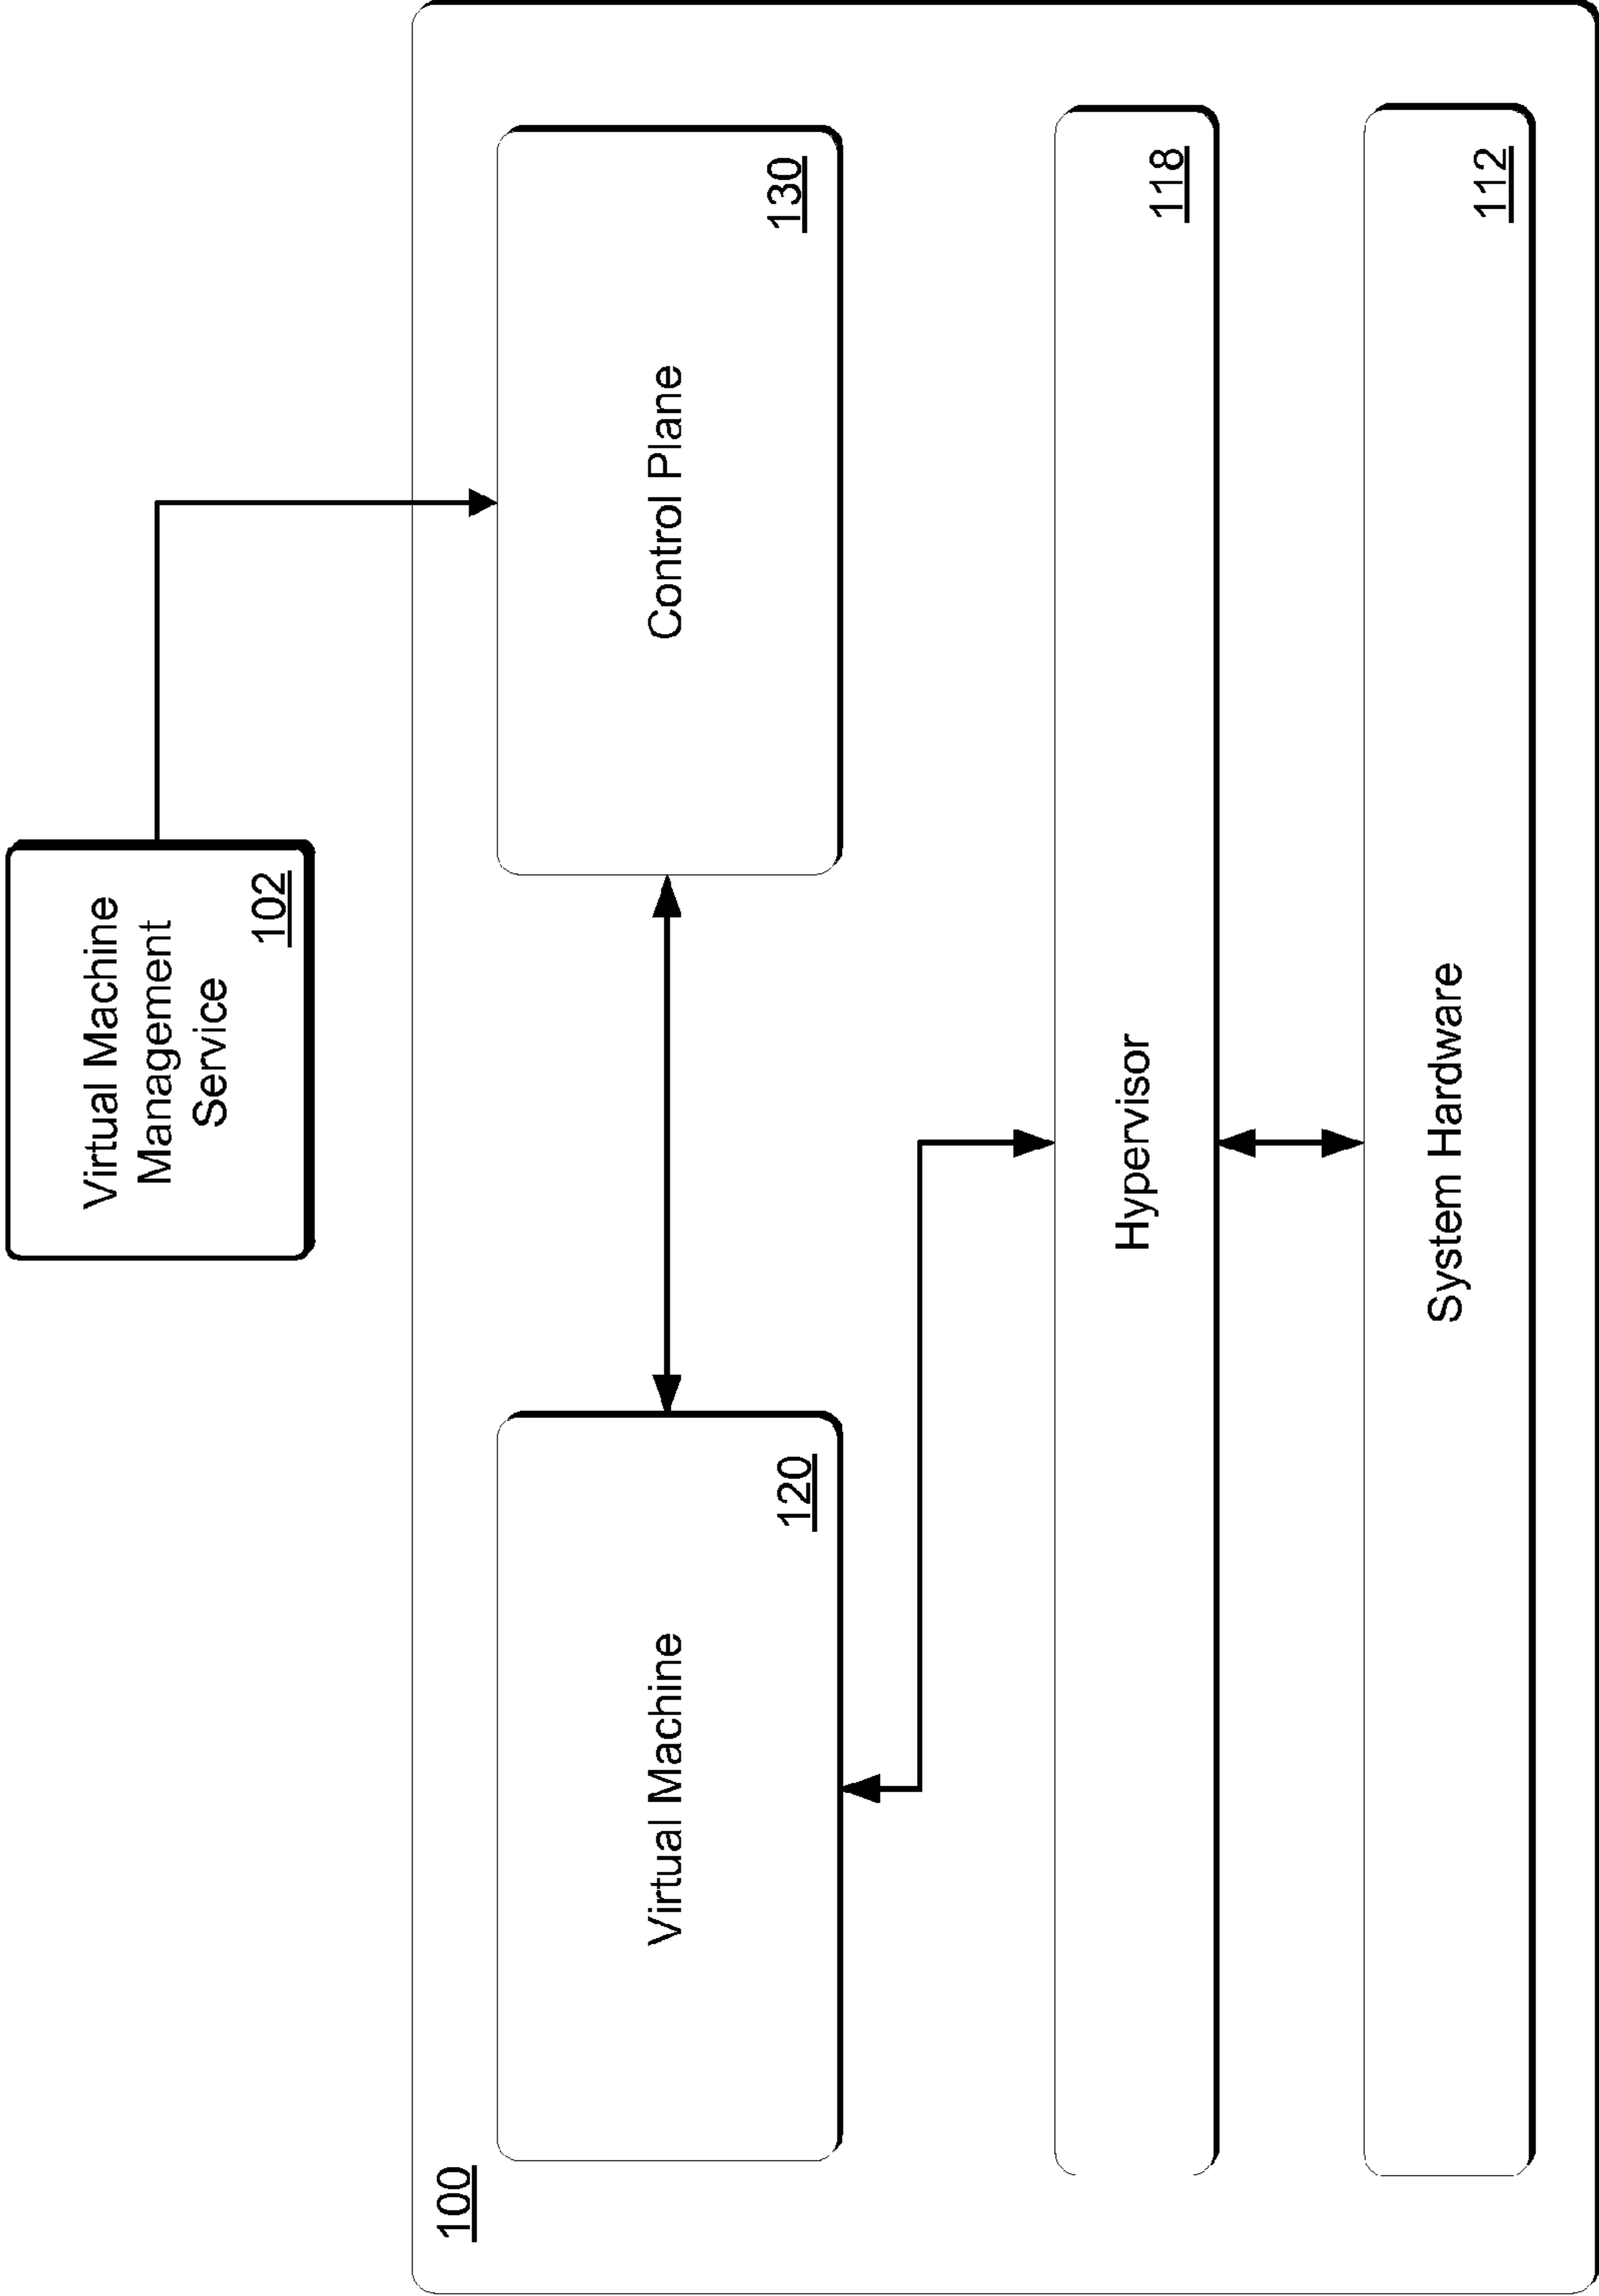 Virtual Machine
Management
Service
102
100
Virtual Machine
120
Control Plane
130
Hypervisor
118
System Hardware
112